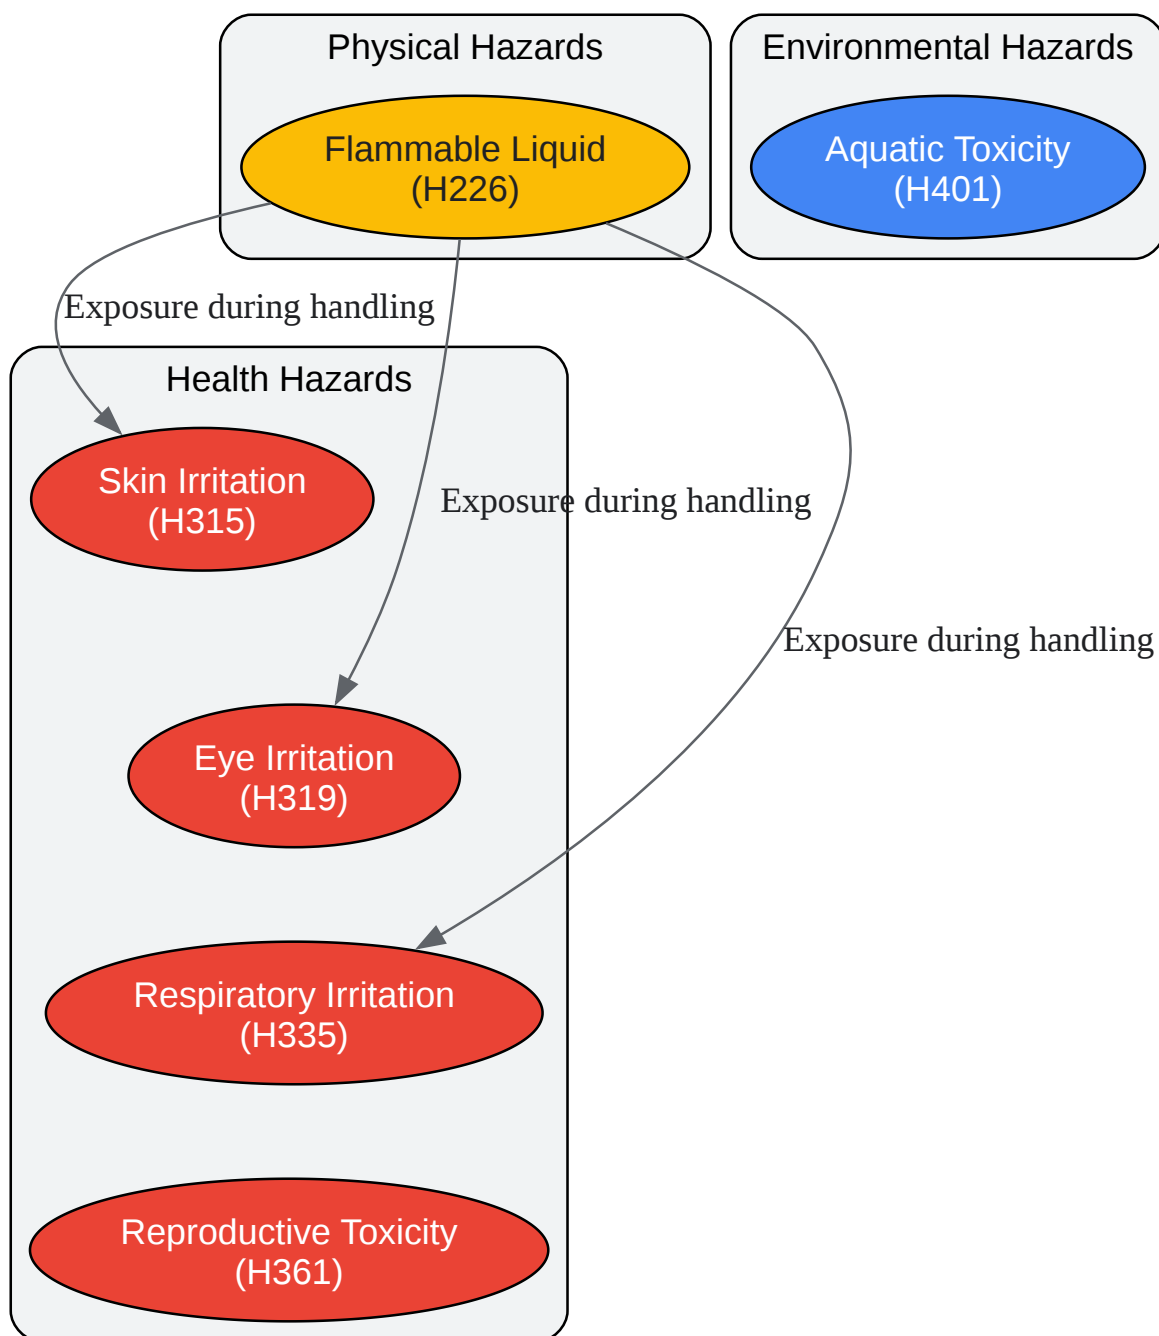 Physical Hazards
Environmental Hazards
Flammable Liquid
(H226)
Aquatic Toxicity
(H401)
Exposure during handling
Health Hazards
Skin Irritation
(H315)
Exposure during handling
Exposure during handling
Eye Irritation
(H319)
Respiratory Irritation
(H335)
Reproductive Toxicity
(H361)